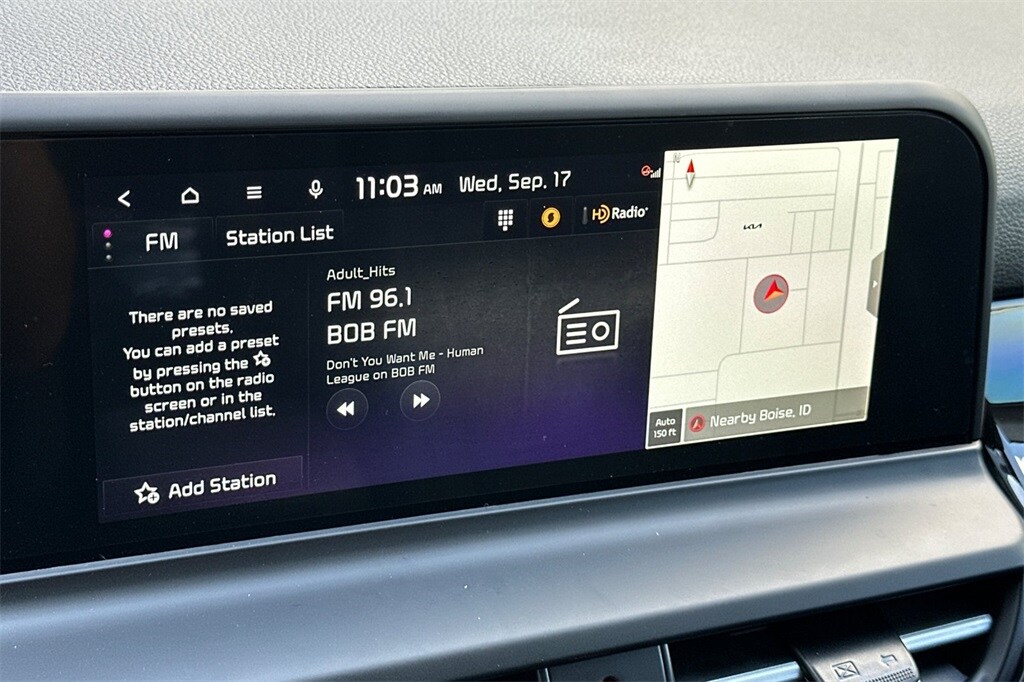 11:03 AM Wed, Sep. 17
FM
Station List
HD Radio
There are no saved
presets.
You can add a preset
by pressing the
button on the radio
screen or in the
station/channel list.
Add Station
Adult_Hits
FM 96.1
BOB FM
Don't You Want Me - Human
League on BOB FM
N
KIA
Auto
150 ft
Nearby Boise, ID